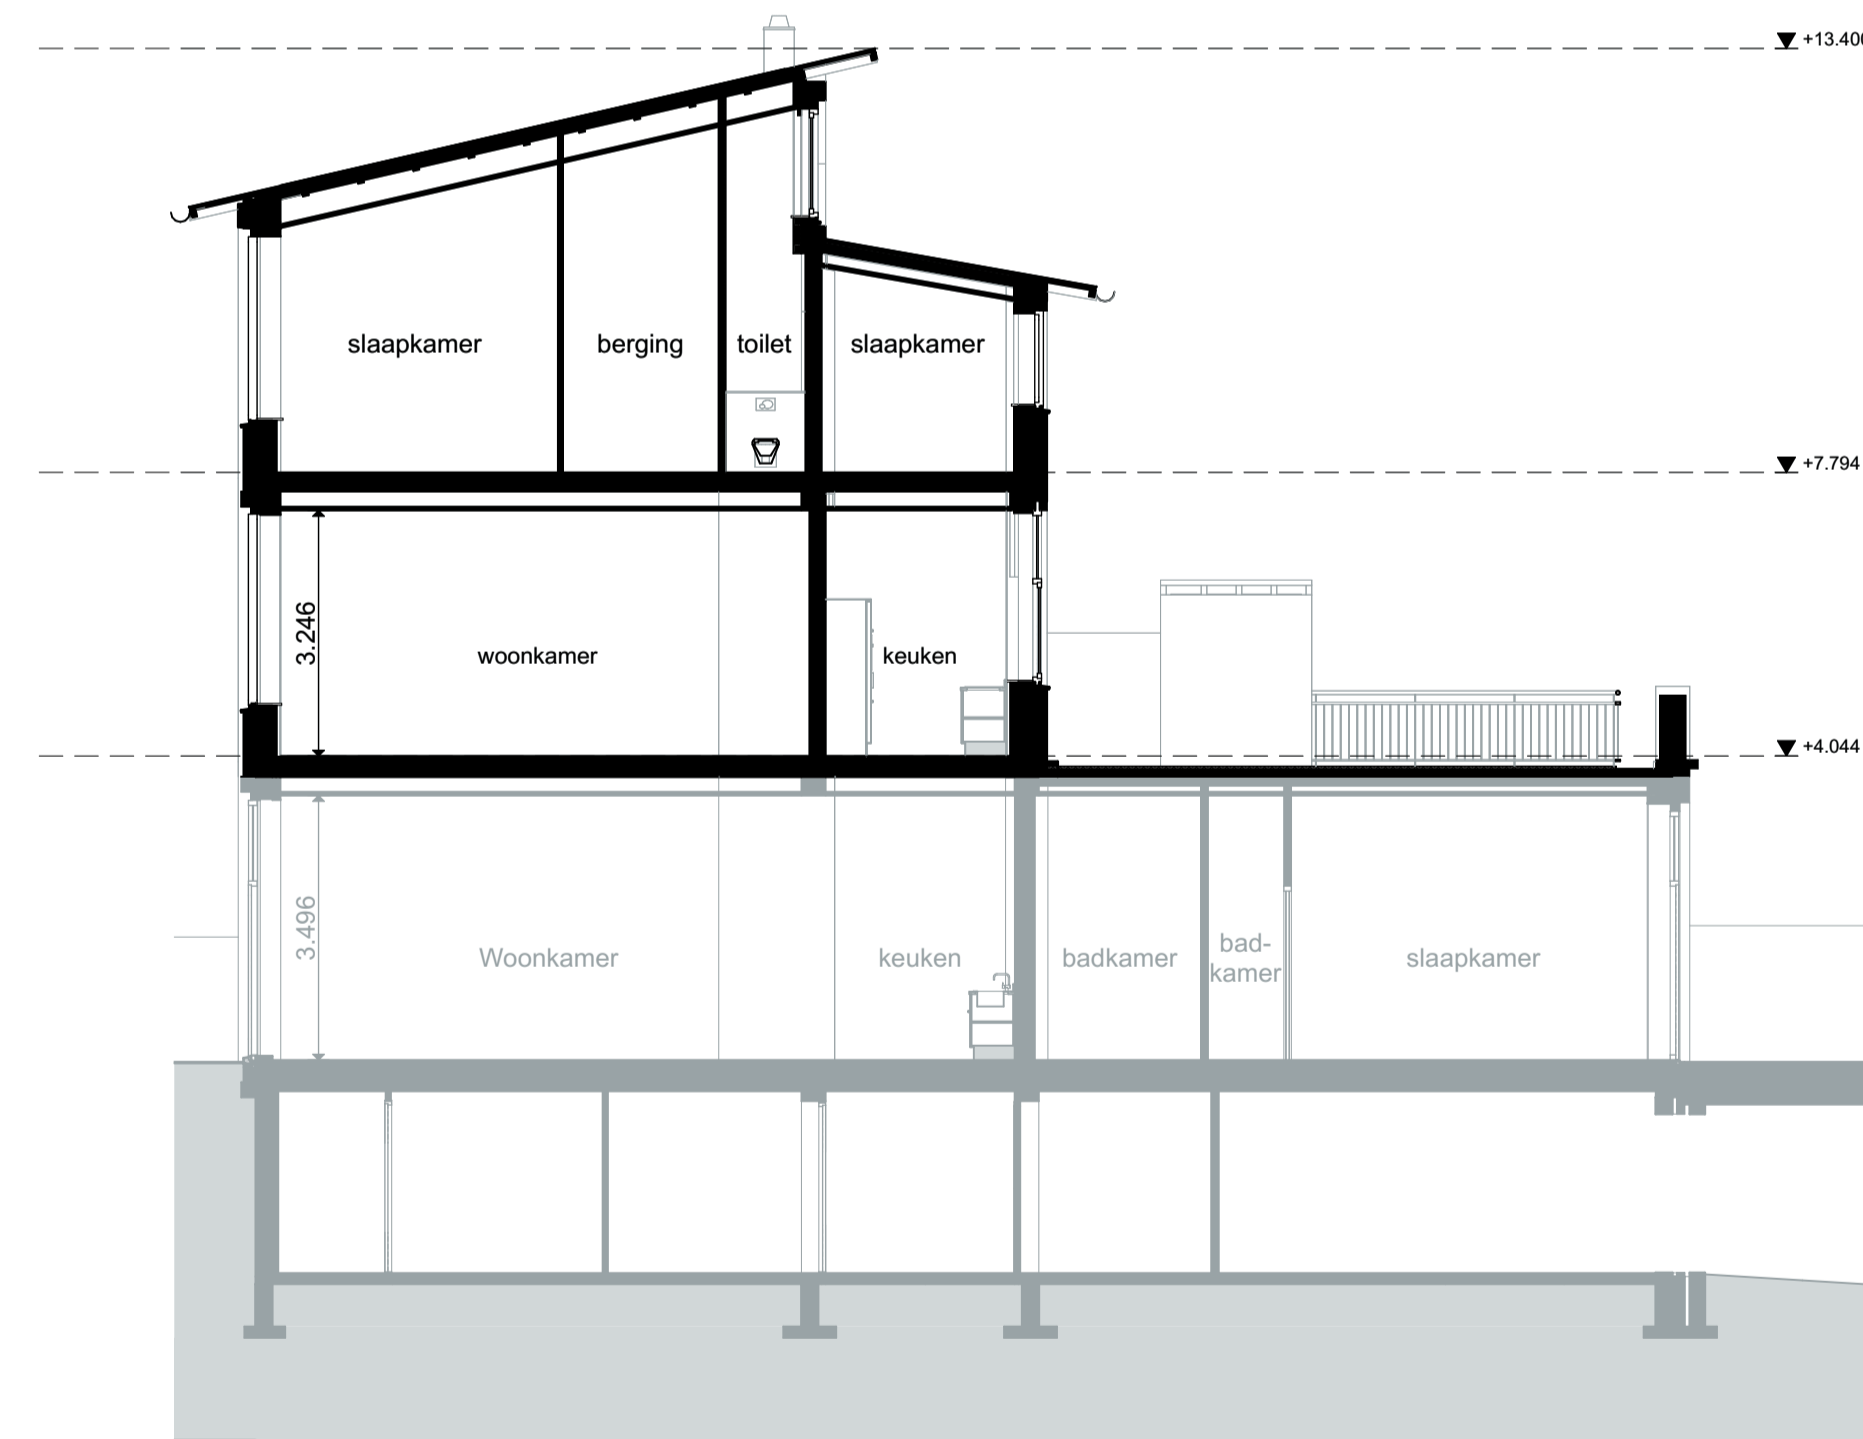 +13.400
slaapkamer
berging
toilet
slaapkamer
+7.794
3.246
woonkamer
keuken
+4.044
3.496
Woonkamer
keuken
badkamer
bad-
kamer
slaapkamer